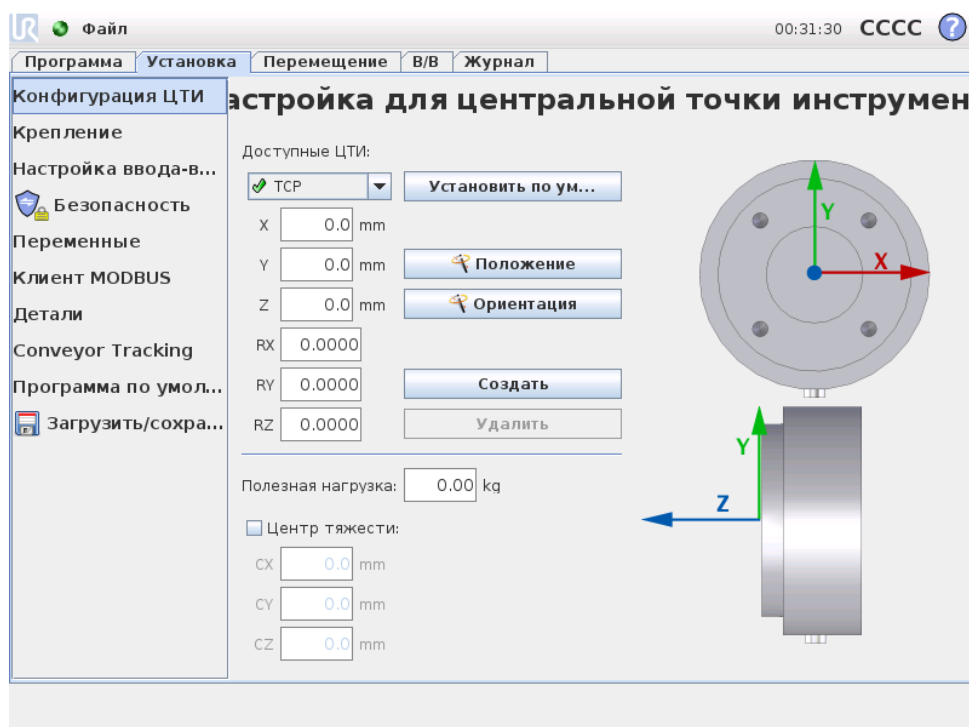 UR Файл 00:31:30 CCCC ?
Программа Установка Перемещение В/В Журнал
Конфигурация ЦТИ
Крепление
Настройка ввода-в...
Безопасность
Переменные
Клиент MODBUS
Детали
Conveyor Tracking
Программа по умол...
Загрузить/сохра...
астройка для центральной точки инструмен
Доступные ЦТИ:
TCP Установить по ум...
X 0.0 mm
Y 0.0 mm Положение
Z 0.0 mm Ориентация
RX 0.0000
RY 0.0000 Создать
RZ 0.0000 Удалить
Полезная нагрузка: 0.00 kg
Центр тяжести:
CX 0.0 mm
CY 0.0 mm
CZ 0.0 mm
Y
X
Y
Z